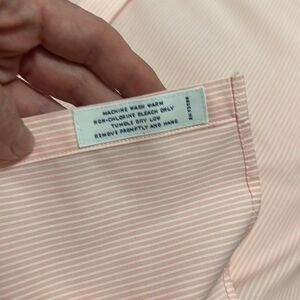 MACHINE WASH WARM
NON-CHLORINE BLEACH ONLY
TUMBLE DRY LOW
REMOVE PROMPTLY AND HANG